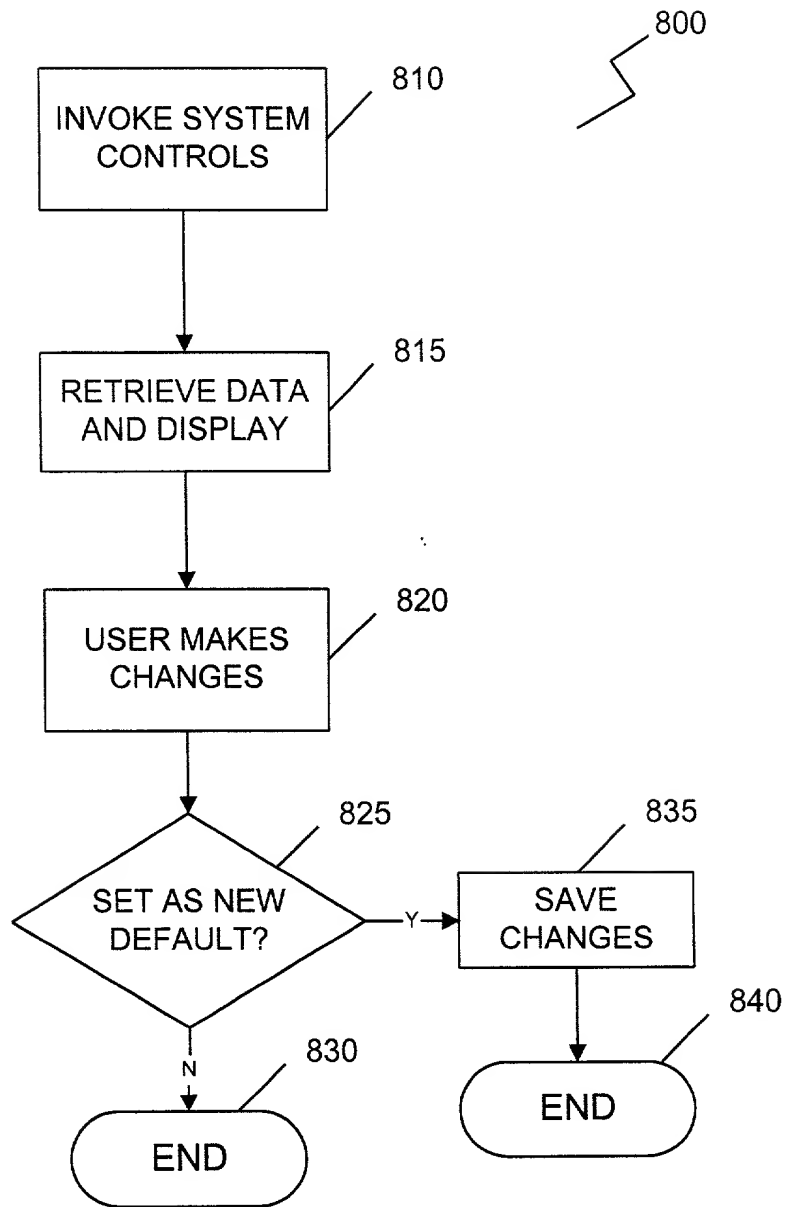 800
810
INVOKE SYSTEM
CONTROLS
815
RETRIEVE DATA
AND DISPLAY
820
USER MAKES
CHANGES
825
835
SET AS NEW
DEFAULT?
Y
SAVE
CHANGES
840
N
830
END
END